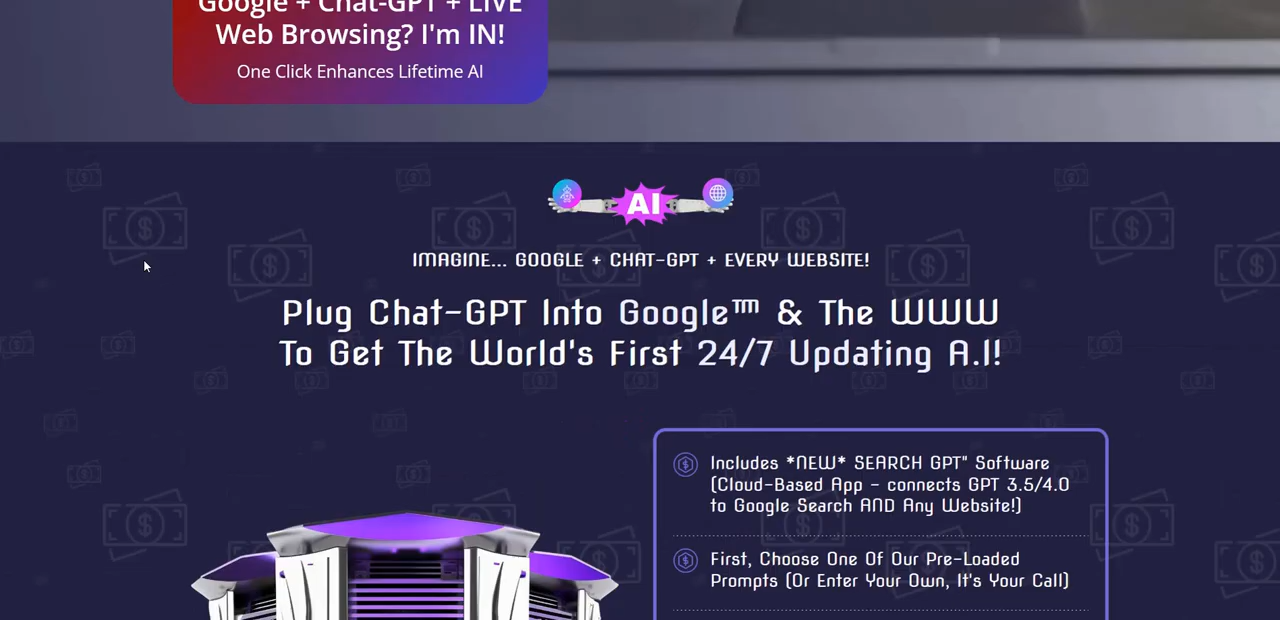 Google + Chat-GPT + LIVE
Web Browsing? I'm IN!
One Click Enhances Lifetime AI
AI
IMAGINE... GOOGLE + CHAT-GPT + EVERY WEBSITE!
Plug Chat-GPT Into Google™ & The WWW
To Get The World's First 24/7 Updating A.I!
Includes *NEW* SEARCH GPT" Software
(Cloud-Based App - connects GPT 3.5/4.0
to Google Search AND Any Website!)
First, Choose One Of Our Pre-Loaded
Prompts (Or Enter Your Own, It's Your Call)